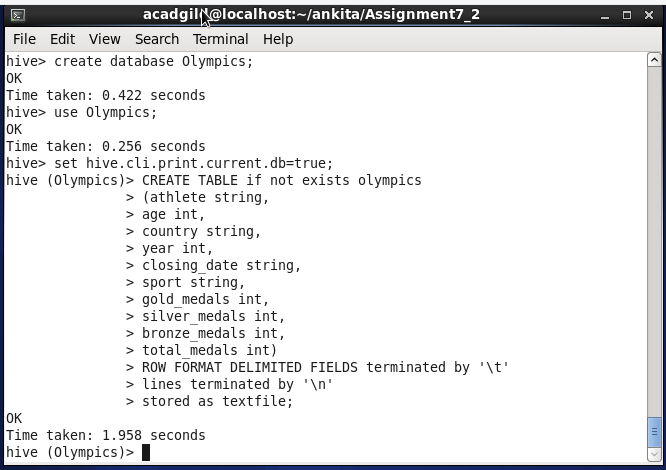 acadgild@localhost:~/ankita/Assignment7_2
File Edit View Search Terminal Help
hive> create database Olympics;
OK
Time taken: 0.422 seconds
hive> use Olympics;
OK
Time taken: 0.256 seconds
hive> set hive.cli.print.current.db=true;
hive (Olympics)> CREATE TABLE if not exists olympics
> (athlete string,
> age int,
> country string,
> year int,
> closing_date string,
> sport string,
> gold_medals int,
> silver_medals int,
> bronze_medals int,
> total_medals int)
> ROW FORMAT DELIMITED FIELDS terminated by '\t'
> lines terminated by '\n'
> stored as textfile;
OK
Time taken: 1.958 seconds
hive (Olympics)>